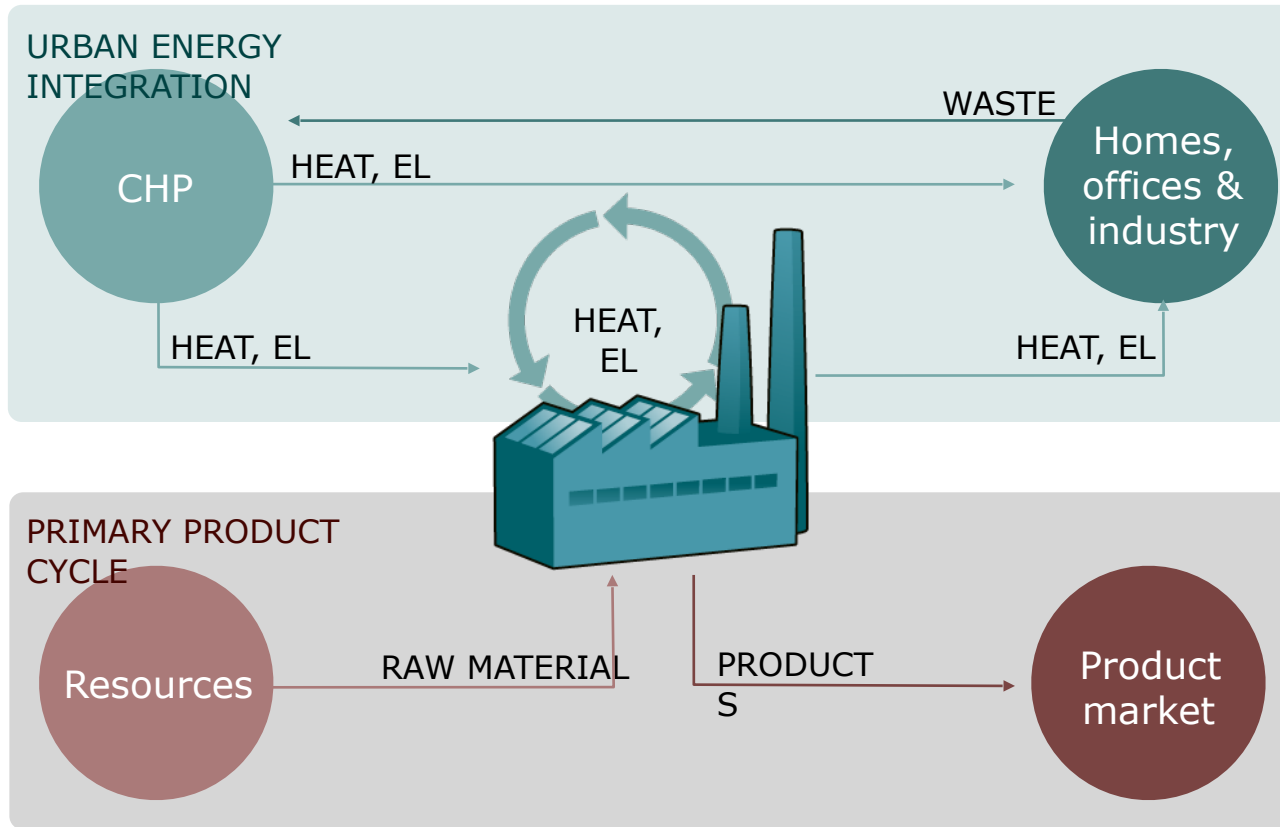 URBAN ENERGY
INTEGRATION
WASTE
HEAT, EL
CHP
Homes,
offices &
industry
HEAT,
EL
HEAT, EL
HEAT, EL
PRIMARY PRODUCT
CYCLE
Resources
RAW MATERIAL
PRODUCT
S
Product
market